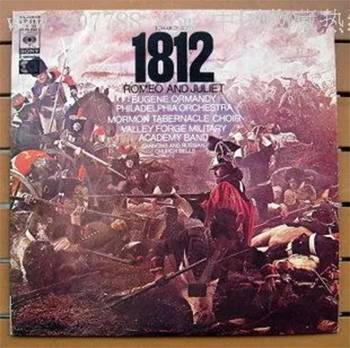 1812
ROMEO AND JULIET
EUGENE ORMANDY
PHILADELPHIA ORCHESTRA
MORMON TABERNACLE CHOIR
VALLEY FORGE MILITARY
ACADEMY BAND
CANNONS AND RUSSIAN
CHURCH BELLS
SONY